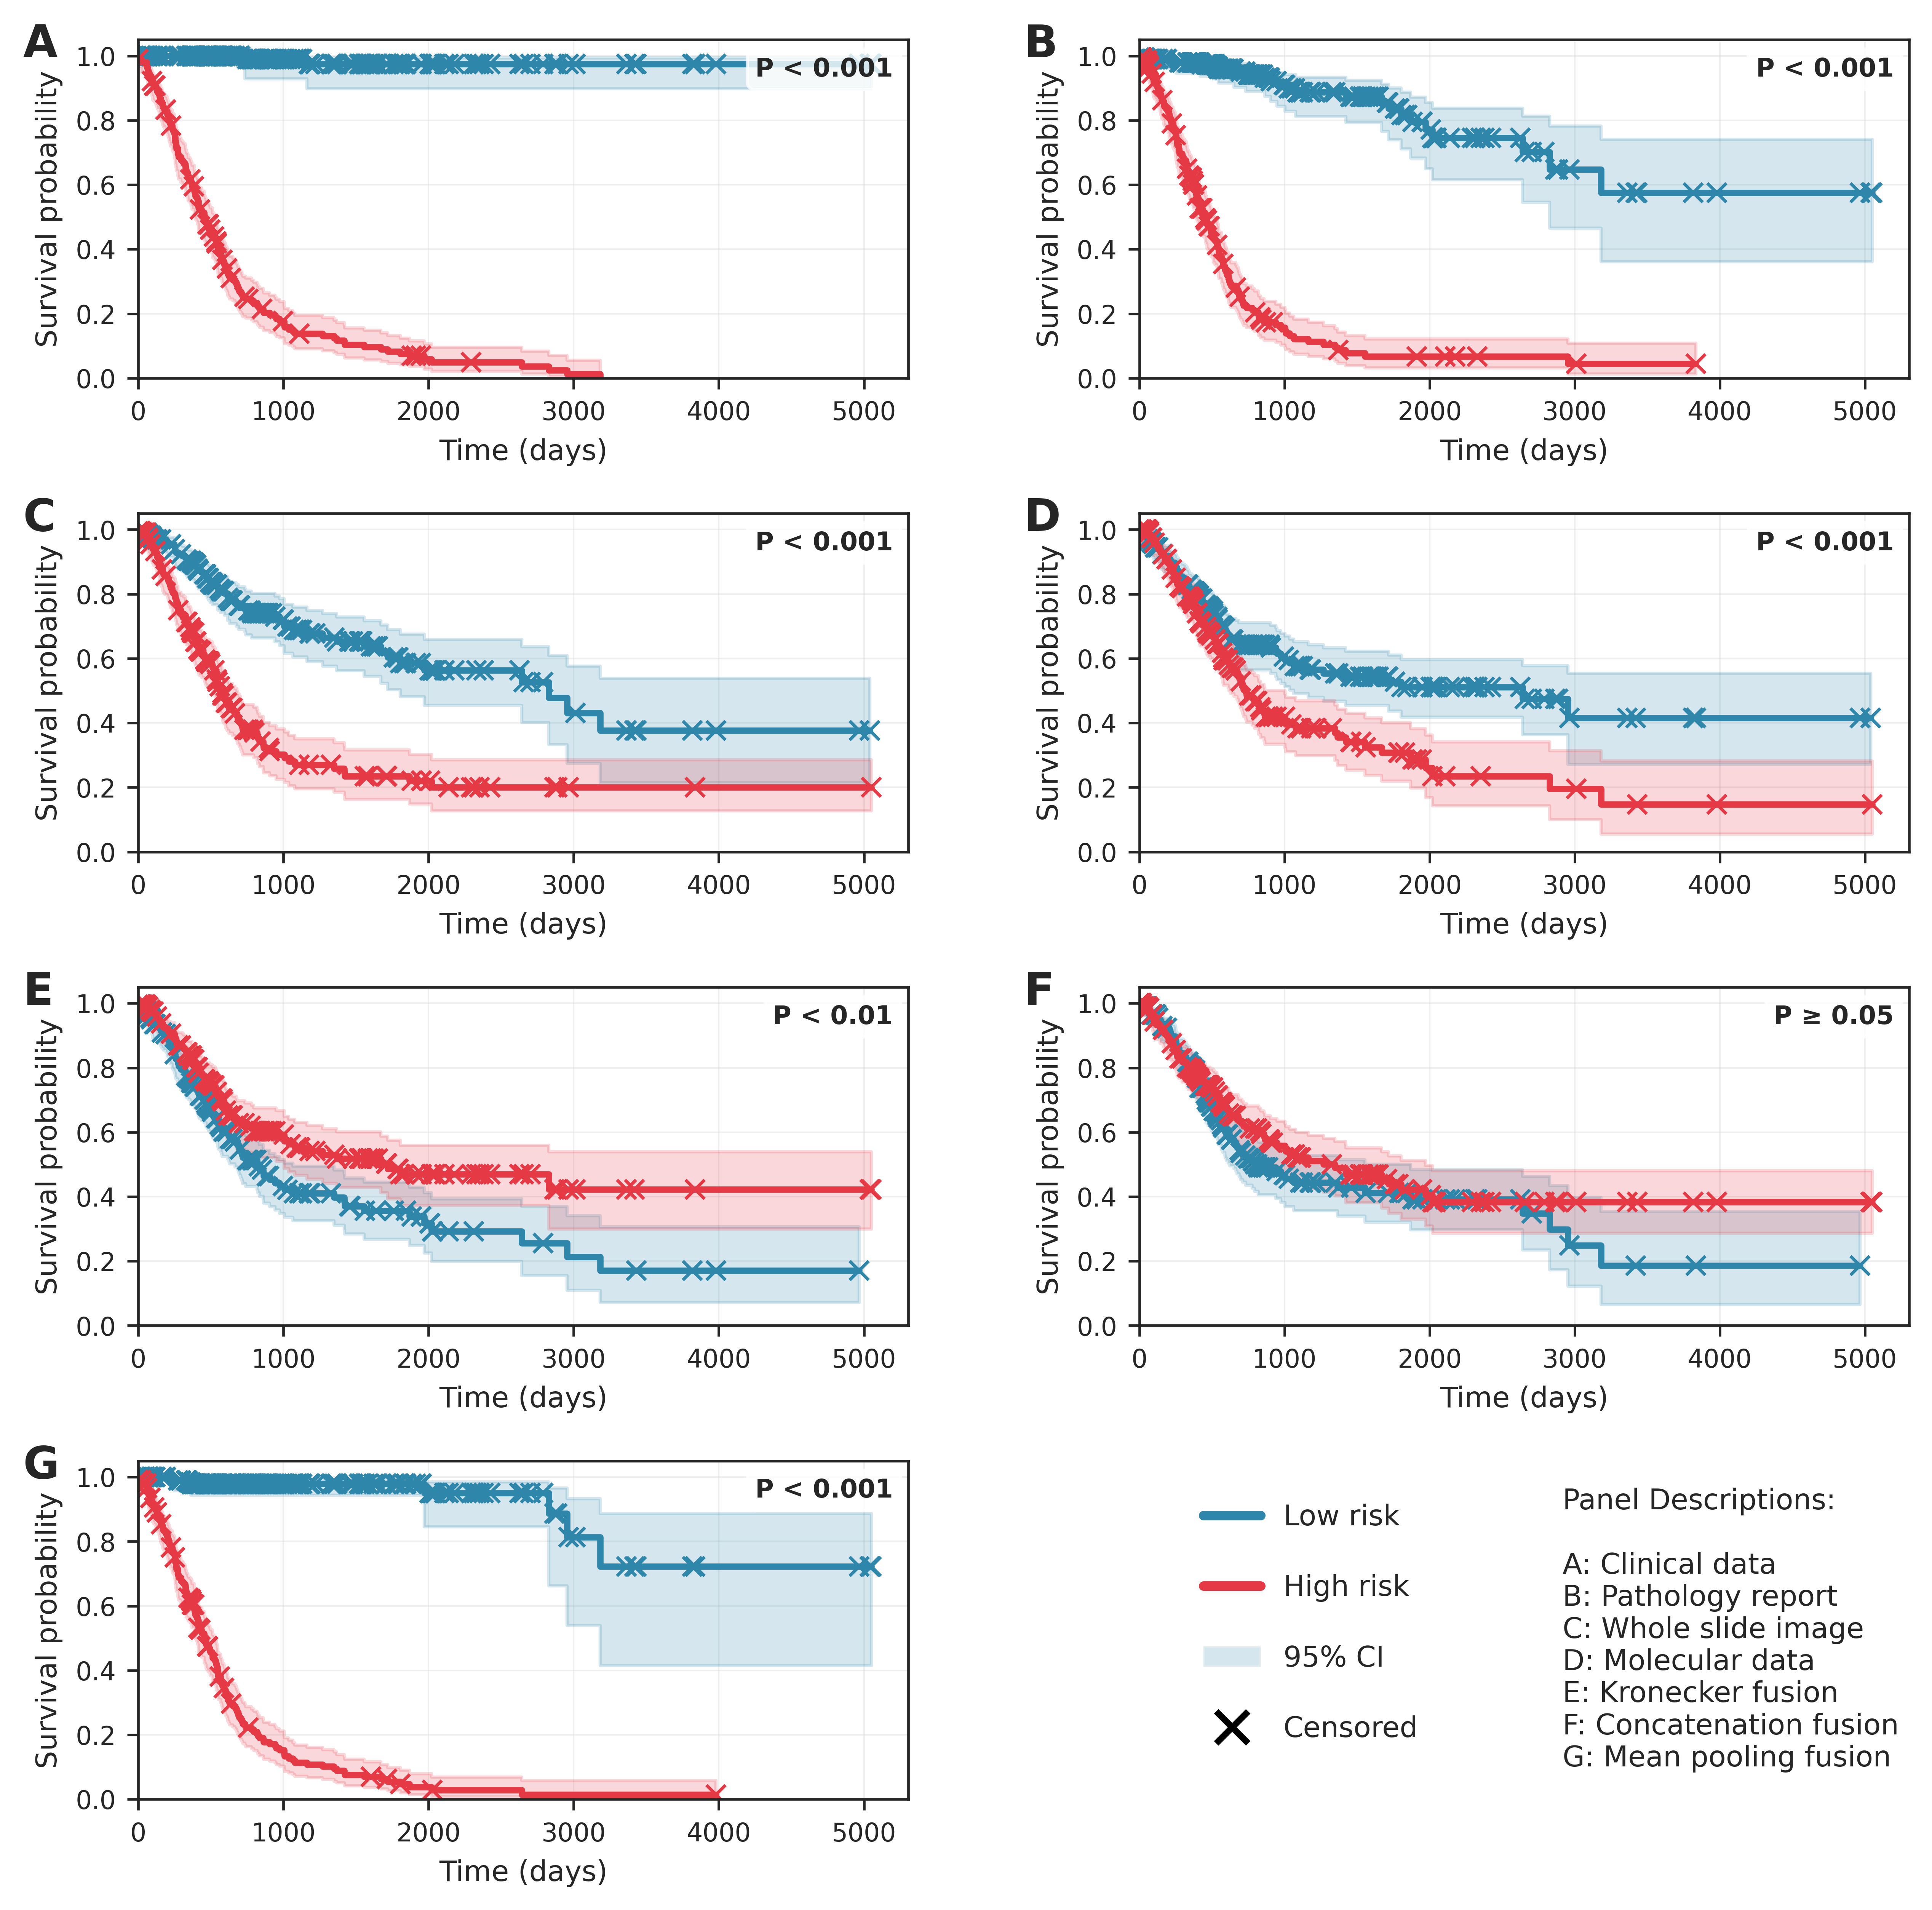 A
Survival probability
1.0
0.8
0.6
0.4
0.2
0.0
P < 0.001
0 1000 2000 3000 4000 5000
Time (days)
B
Survival probability
1.0
0.8
0.6
0.4
0.2
0.0
P < 0.001
0 1000 2000 3000 4000 5000
Time (days)
C
Survival probability
1.0
0.8
0.6
0.4
0.2
0.0
P < 0.001
0 1000 2000 3000 4000 5000
Time (days)
D
Survival probability
1.0
0.8
0.6
0.4
0.2
0.0
P < 0.001
0 1000 2000 3000 4000 5000
Time (days)
E
Survival probability
1.0
0.8
0.6
0.4
0.2
0.0
P < 0.01
0 1000 2000 3000 4000 5000
Time (days)
F
Survival probability
1.0
0.8
0.6
0.4
0.2
0.0
P ≥ 0.05
0 1000 2000 3000 4000 5000
Time (days)
G
Survival probability
1.0
0.8
0.6
0.4
0.2
0.0
P < 0.001
0 1000 2000 3000 4000 5000
Time (days)
Low risk
High risk
95% CI
Censored
Panel Descriptions:
A: Clinical data
B: Pathology report
C: Whole slide image
D: Molecular data
E: Kronecker fusion
F: Concatenation fusion
G: Mean pooling fusion